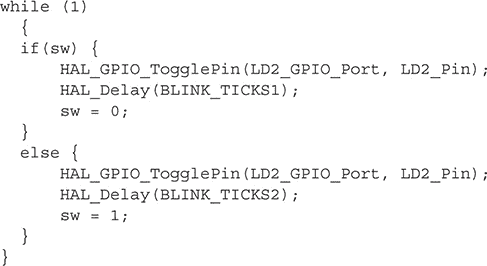 while (1)
  {
  if(sw) {
      HAL_GPIO_TogglePin(LD2_GPIO_Port, LD2_Pin);
      HAL_Delay(BLINK_TICKS1);
      sw = 0;
  }
  else {
      HAL_GPIO_TogglePin(LD2_GPIO_Port, LD2_Pin);
      HAL_Delay(BLINK_TICKS2);
      sw = 1;
  }
}